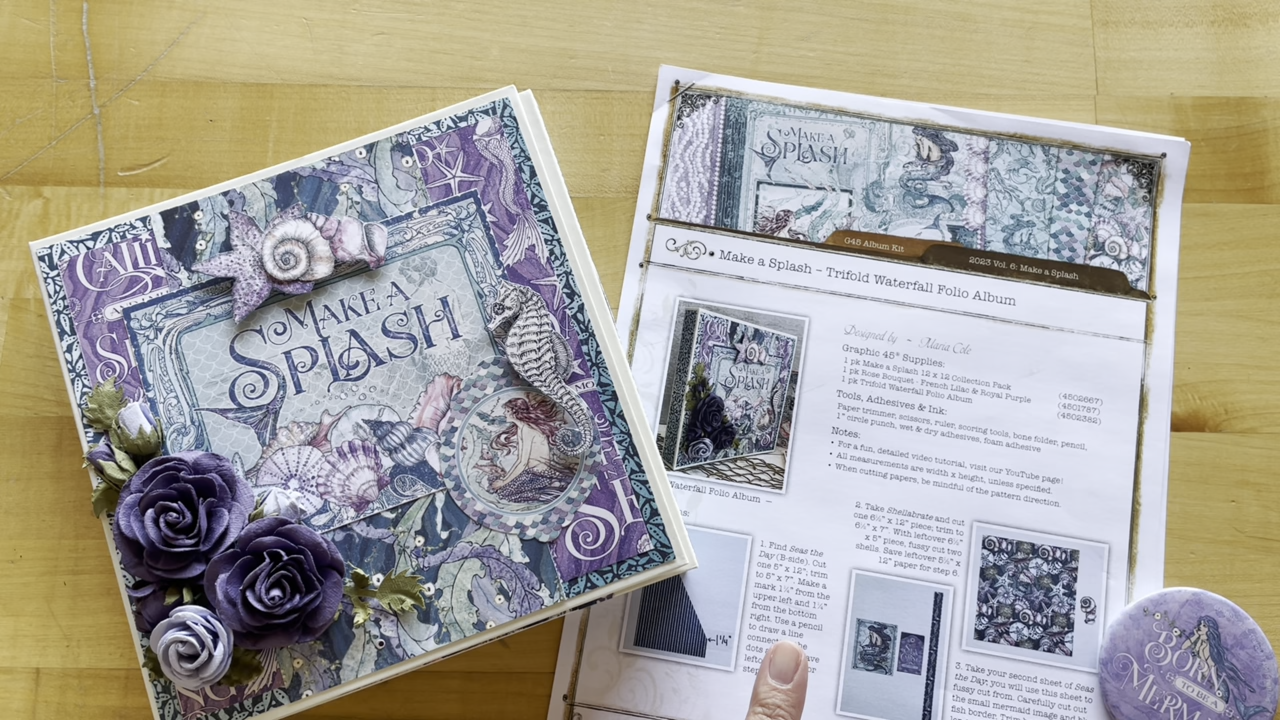 MAKE A
SPLASH
MAKE A
SPLASH
G45 Album Kit
2023 Vol. 6: Make a Splash
Make a Splash – Trifold Waterfall Folio Album
Designed by ~ Maria Cole
Graphic 45® Supplies:
1 pk Make a Splash 12 x 12 Collection Pack (4502667)
1 pk Rose Bouquet - French Lilac & Royal Purple (4501787)
1 pk Trifold Waterfall Folio Album (4502382)
Tools, Adhesives & Ink:
Paper trimmer, scissors, ruler, scoring tools, bone folder, pencil,
1" circle punch, wet & dry adhesives, foam adhesive
Notes:
• For a fun, detailed video tutorial, visit our YouTube page!
• All measurements are width x height, unless specified.
• When cutting papers, be mindful of the pattern direction.
MAKE A
SPLASH
Waterfall Folio Album ~
1. Find Seas the
Day (B-side). Cut
one 5" x 12"; trim
to 5" x 7". Make a
mark 1¼" from the
upper left and 1¼"
from the bottom
right. Use a pencil
to draw a line
1¼"
2. Take Shellabrate and cut
one 6½" x 12" piece; trim to
6½" x 7". With leftover 6½"
x 5" piece, fussy cut two
shells. Save leftover 5½" x
12" paper for step 6.
3. Take your second sheet of Seas
the Day; you will use this sheet to
fussy cut from. Carefully cut out
the small mermaid image and
BORN
TO BE A